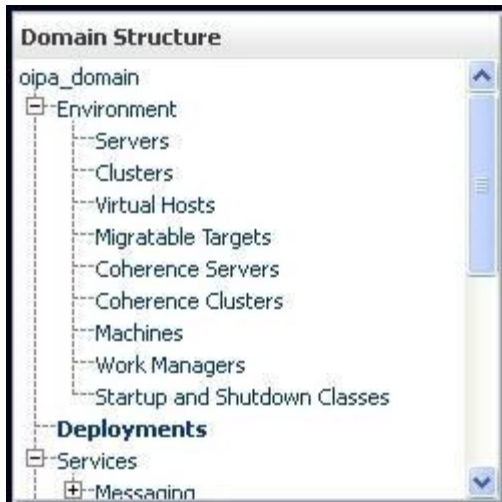 Domain Structure
oipa_domain
Environment
Servers
Clusters
Virtual Hosts
Migratable Targets
Coherence Servers
Coherence Clusters
Machines
Work Managers
Startup and Shutdown Classes
Deployments
Services
Messaging